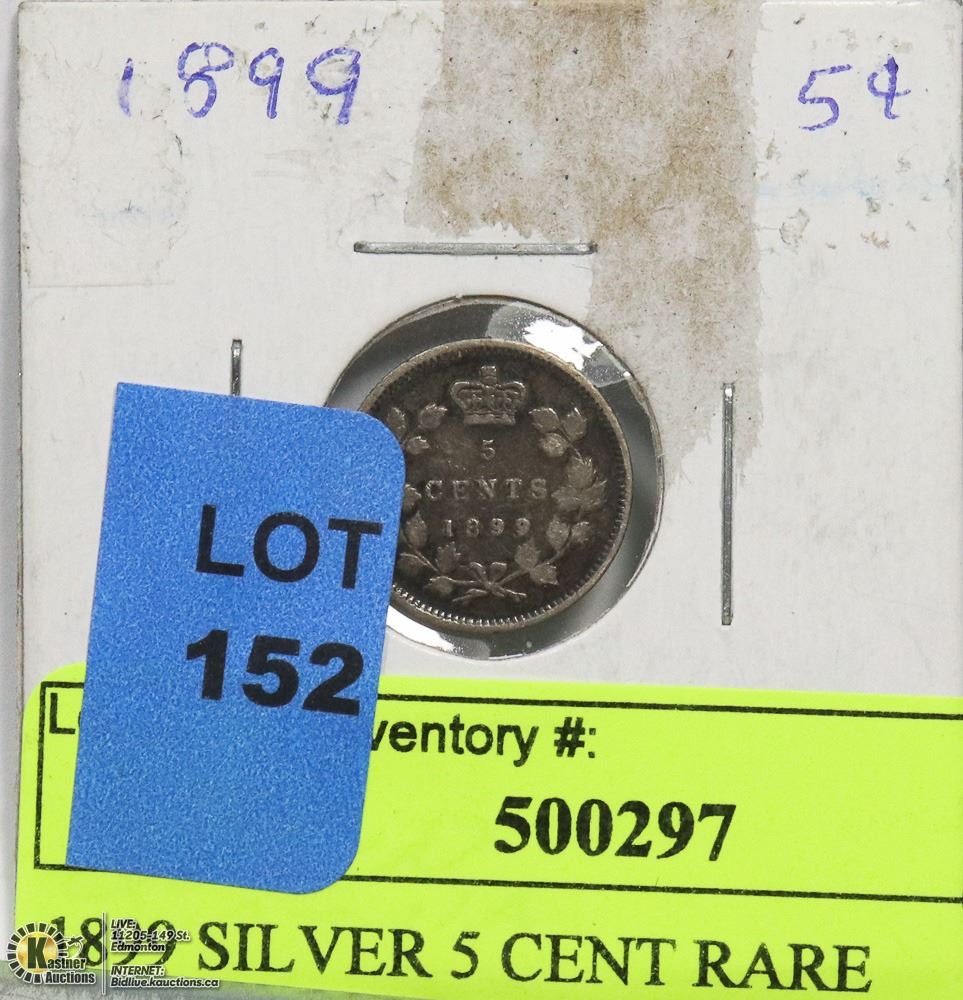 1899 5¢
5
CENTS
1899
LOT
152
ventory #:
500297
1899 SILVER 5 CENT RARE
Kastner
Auctions
LIVE:
11205-149 St.
Edmonton
INTERNET:
Bidlive.kauctions.ca